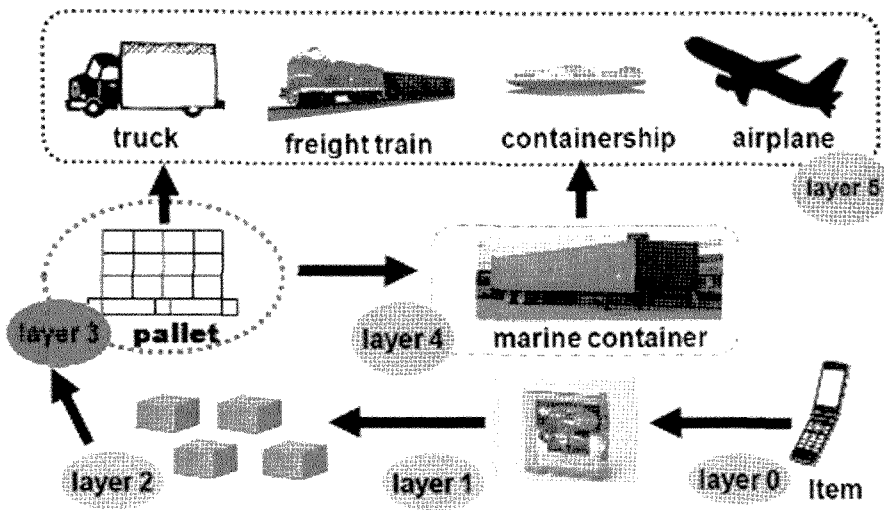 truck
freight train
containership
airplane
layer 5
layer 3
pallet
layer 4
marine container
layer 2
layer 1
layer 0
Item